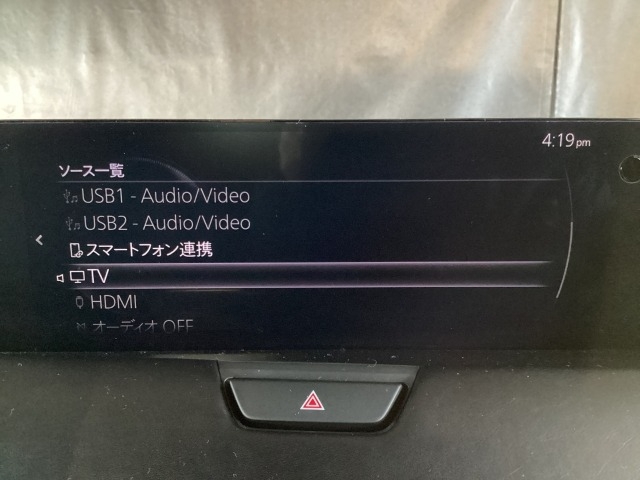 4:19pm
ソース一覧
USB1 - Audio/Video
USB2 - Audio/Video
スマートフォン連携
TV
HDMI
オーディオ OFF